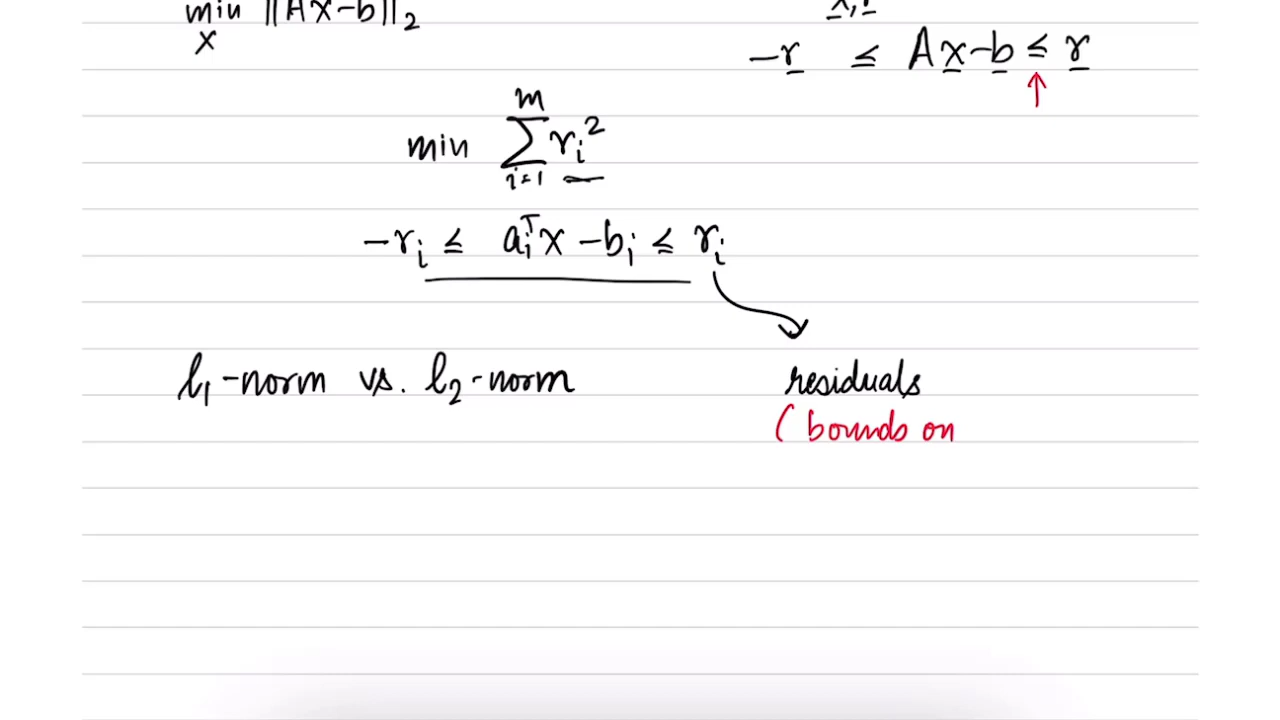 min ||Ax-b||₂
x
x, r
-r ≤ Ax-b ≤ r
m
min Σ rᵢ²
i=1
-rᵢ ≤ aᵢᵀx - bᵢ ≤ rᵢ
l₁-norm vs. l₂-norm
residuals
(bounds on